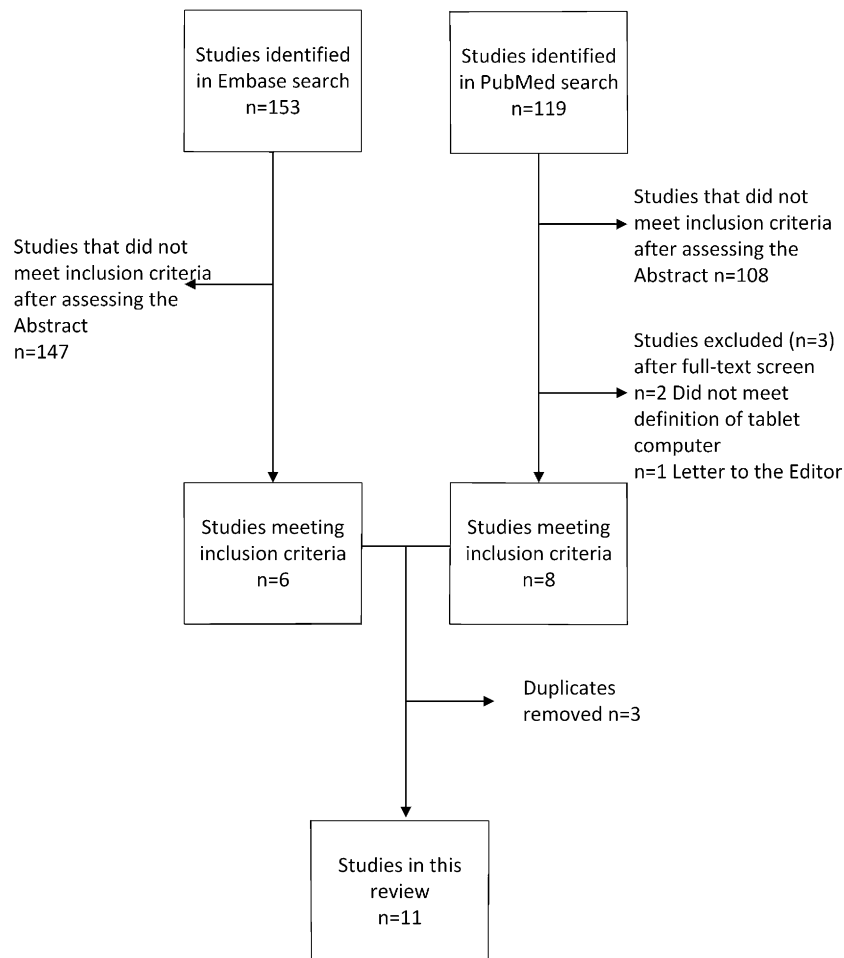 Studies identified
in Embase search
n=153
Studies identified
in PubMed search
n=119
Studies that did not
meet inclusion criteria
after assessing the
Abstract n=108
Studies that did not
meet inclusion criteria
after assessing the
Abstract
n=147
Studies excluded (n=3)
after full-text screen
n=2 Did not meet
definition of tablet
computer
n=1 Letter to the Editor
Studies meeting
inclusion criteria
n=6
Studies meeting
inclusion criteria
n=8
Duplicates
removed n=3
Studies in this
review
n=11